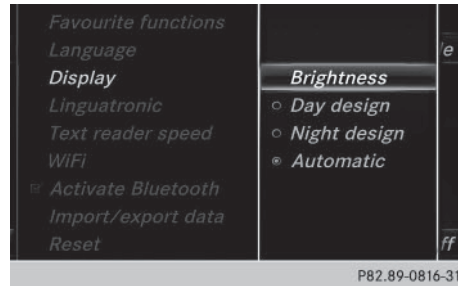 Favourite functions
Language
Display
Linguatronic
Text reader speed
WiFi
Activate Bluetooth
Import/export data
Reset
Brightness
Day design
Night design
Automatic
e
ff
P82.89-0816-31